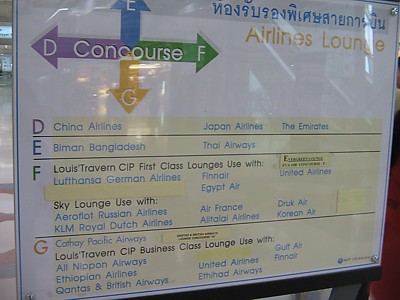 ห้องรับรองพิเศษสายการบิน
Airlines Lounge
E
D Concourse F
G
D China Airlines Japan Airlines The Emirates
E Biman Bangladesh Thai Airways
F Louis'Travern CIP First Class Lounges Use with: EVERGREEN LOUNGE
Lufthansa German Airlines Finnair United Airlines
Egypt Air
Sky Lounge Use with:
Aeroflot Russian Airlines Air France Druk Air
KLM Royal Dutch Airlines Alitalai Airlines Korean Air
G Cathay Pacific Airways
Louis'Travern CIP Business Class Lounge Use with: Gulf Air
All Nippon Airways United Airlines Finnair
Ethiopian Airlines Ethihad Airways
Qantas & British Airways